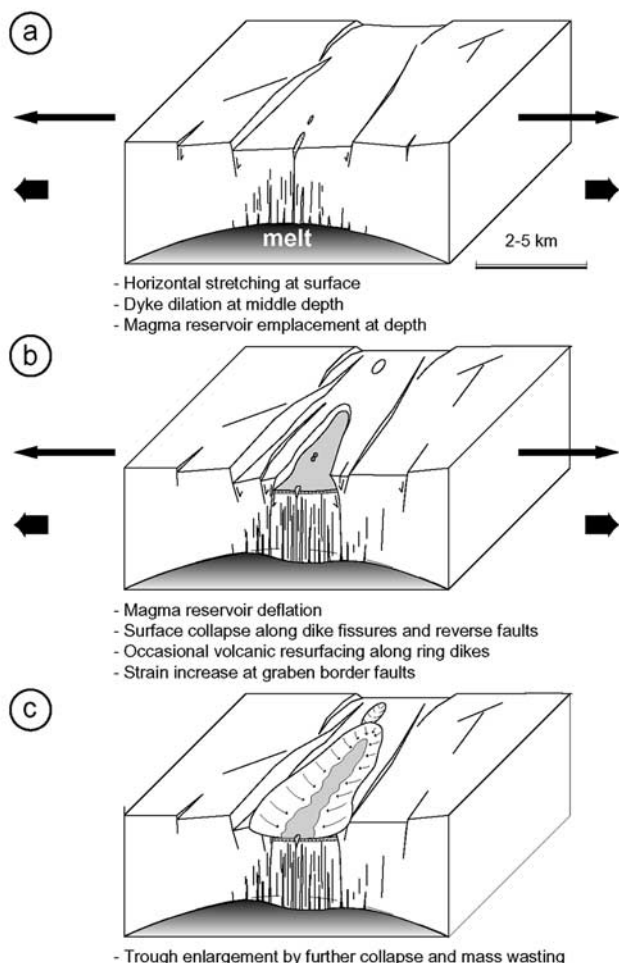 a
melt
2-5 km
- Horizontal stretching at surface
- Dyke dilation at middle depth
- Magma reservoir emplacement at depth
b
- Magma reservoir deflation
- Surface collapse along dike fissures and reverse faults
- Occasional volcanic resurfacing along ring dikes
- Strain increase at graben border faults
c
- Trough enlargement by further collapse and mass wasting